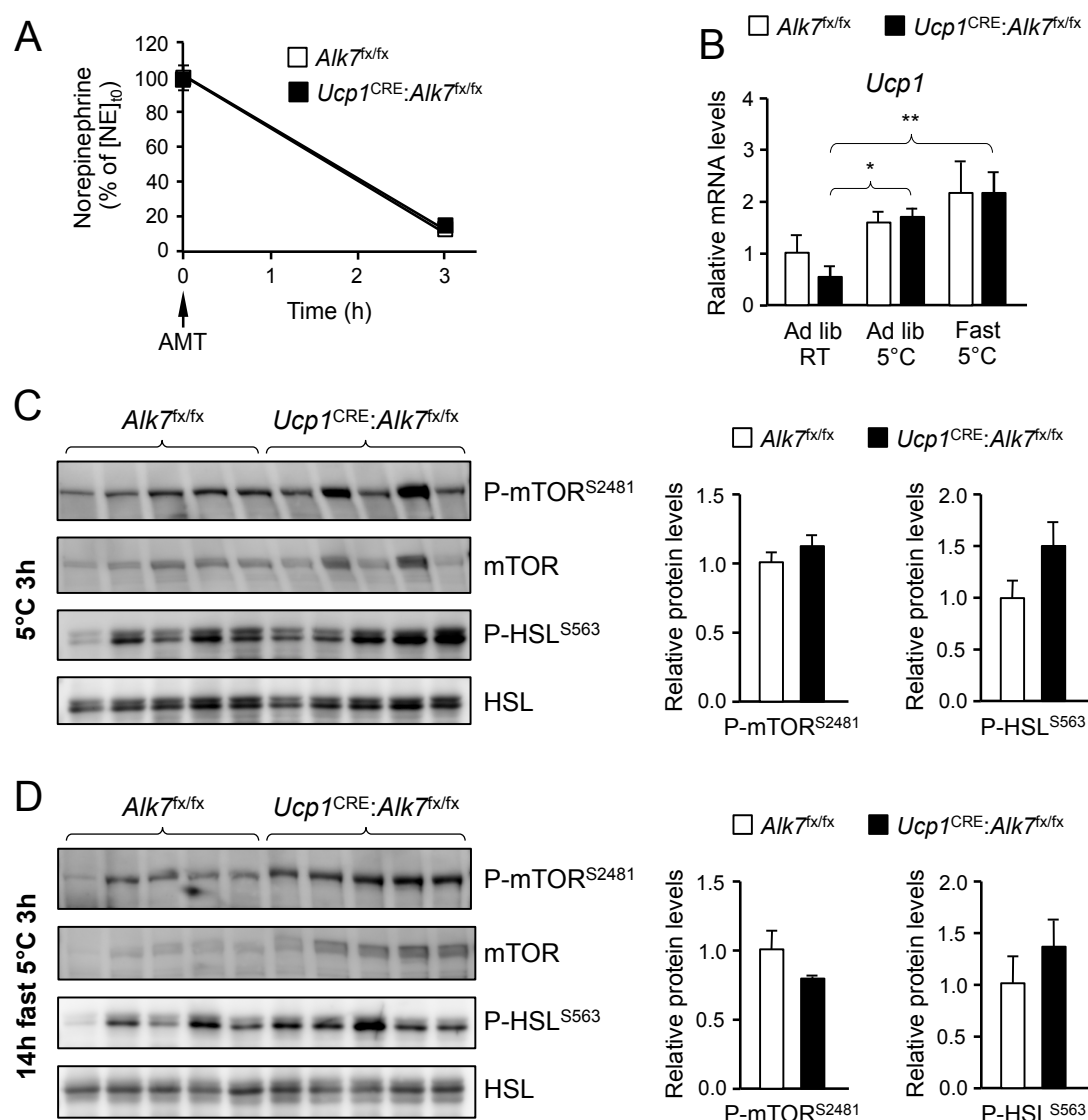 A
Norepinephrine
(% of [NE]t0)
120
100
80
60
40
20
0
0
1
2
3
Time (h)
AMT
Alk7fx/fx
Ucp1CRE:Alk7fx/fx
B
Alk7fx/fx
Ucp1CRE:Alk7fx/fx
Ucp1
Ralative mRNA levels
4
3
2
1
0
**
*
Ad lib
RT
Ad lib
5°C
Fast
5°C
C
Alk7fx/fx
Ucp1CRE:Alk7fx/fx
5°C 3h
P-mTORS2481
mTOR
P-HSLS563
HSL
Alk7fx/fx
Ucp1CRE:Alk7fx/fx
Relative protein levels
1.5
1.0
0.5
0.0
P-mTORS2481
Relative protein levels
2.0
1.5
1.0
0.5
0.0
P-HSLS563
D
Alk7fx/fx
Ucp1CRE:Alk7fx/fx
14h fast 5°C 3h
P-mTORS2481
mTOR
P-HSLS563
HSL
Alk7fx/fx
Ucp1CRE:Alk7fx/fx
Relative protein levels
1.5
1.0
0.5
0.0
P-mTORS2481
Relative protein levels
2.0
1.5
1.0
0.5
0.0
P-HSLS563